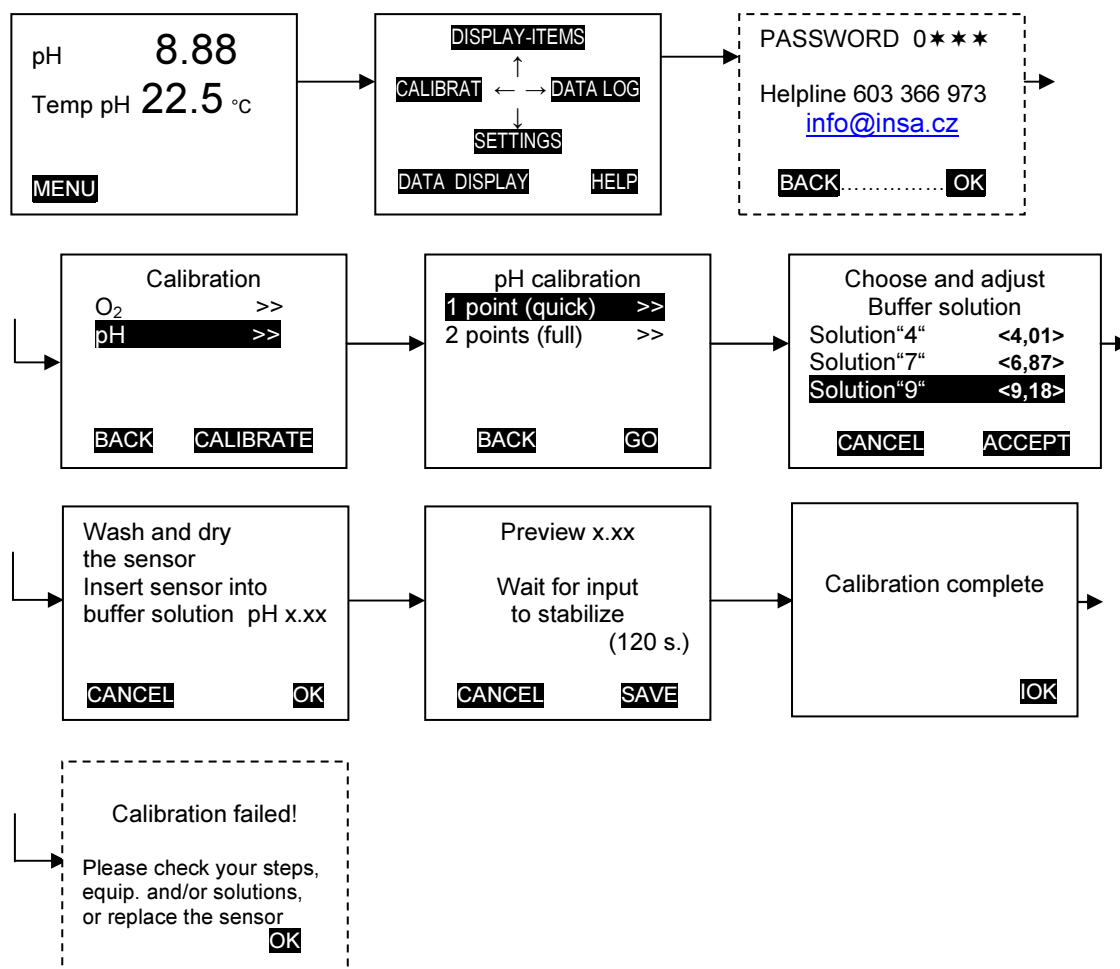 pH 8.88
Temp pH 22.5 °C
MENU
DISPLAY-ITEMS
↑
CALIBRAT ← → DATA LOG
↓
SETTINGS
DATA DISPLAY HELP
PASSWORD 0✶✶✶
Helpline 603 366 973
info@insa.cz
BACK…………… OK
Calibration
O₂ >>
pH >>
BACK CALIBRATE
pH calibration
1 point (quick) >>
2 points (full) >>
BACK GO
Choose and adjust
Buffer solution
Solution“4“ <4,01>
Solution“7“ <6,87>
Solution“9“ <9,18>
CANCEL ACCEPT
Wash and dry
the sensor
Insert sensor into
buffer solution pH x.xx
CANCEL OK
Preview x.xx
Wait for input
to stabilize
(120 s.)
CANCEL SAVE
Calibration complete
IOK
Calibration failed!
Please check your steps,
equip. and/or solutions,
or replace the sensor
OK